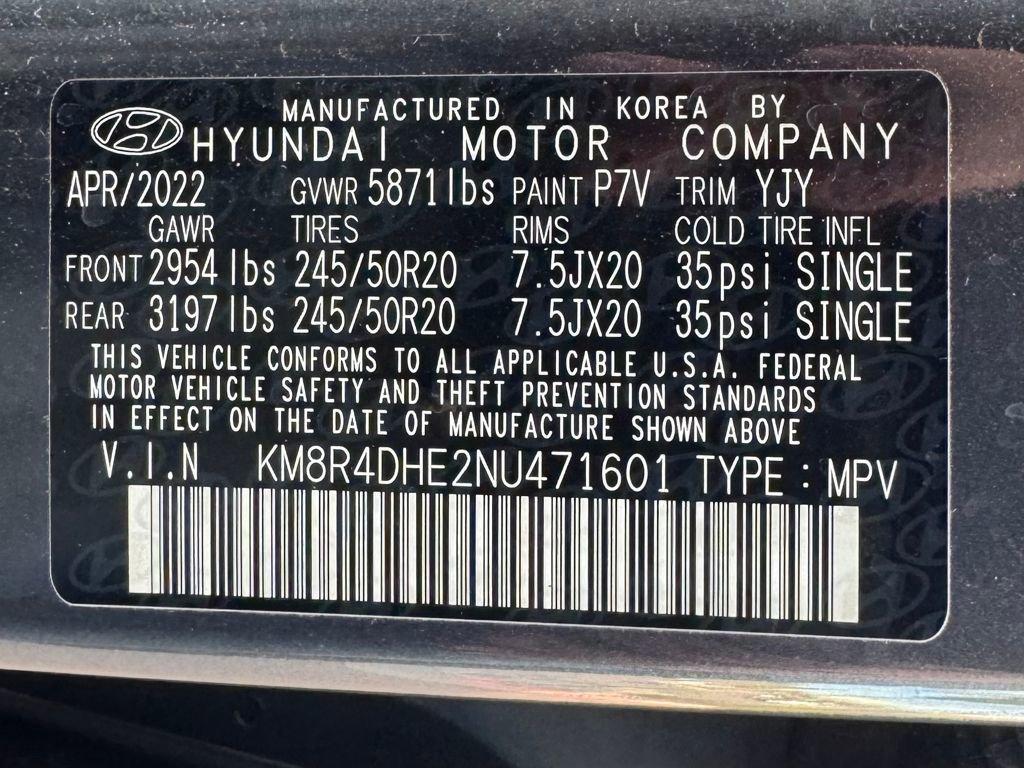 MANUFACTURED IN KOREA BY
HYUNDAI MOTOR COMPANY
APR/2022 GVWR 5871lbs PAINT P7V TRIM YJY
GAWR TIRES RIMS COLD TIRE INFL
FRONT 2954 lbs 245/50R20 7.5JX20 35psi SINGLE
REAR 3197 lbs 245/50R20 7.5JX20 35psi SINGLE
THIS VEHICLE CONFORMS TO ALL APPLICABLE U.S.A. FEDERAL
MOTOR VEHICLE SAFETY AND THEFT PREVENTION STANDARDS
IN EFFECT ON THE DATE OF MANUFACTURE SHOWN ABOVE
V.I.N KM8R4DHE2NU471601 TYPE : MPV